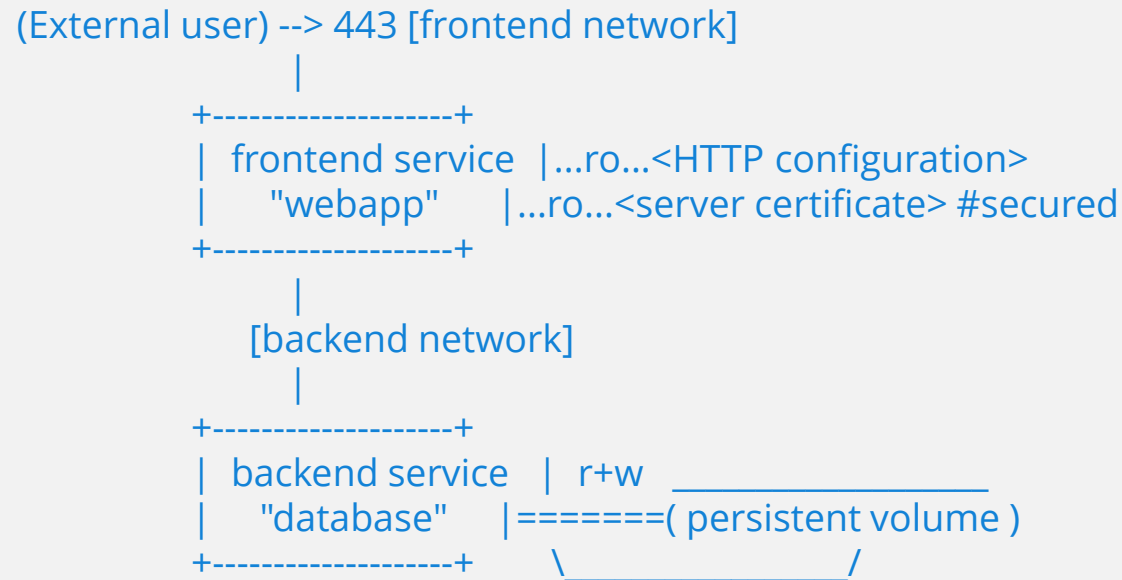 (External user) --> 443 [frontend network]
                            |
                  +--------------------+
                  |  frontend service  |...ro...<HTTP configuration>
                  |      "webapp"      |...ro...<server certificate> #secured
                  +--------------------+
                            |
                        [backend network]
                            |
                  +--------------------+
                  |  backend service   |  r+w   ___________________
                  |     "database"     |=======( persistent volume )
                  +--------------------+        \_________________/